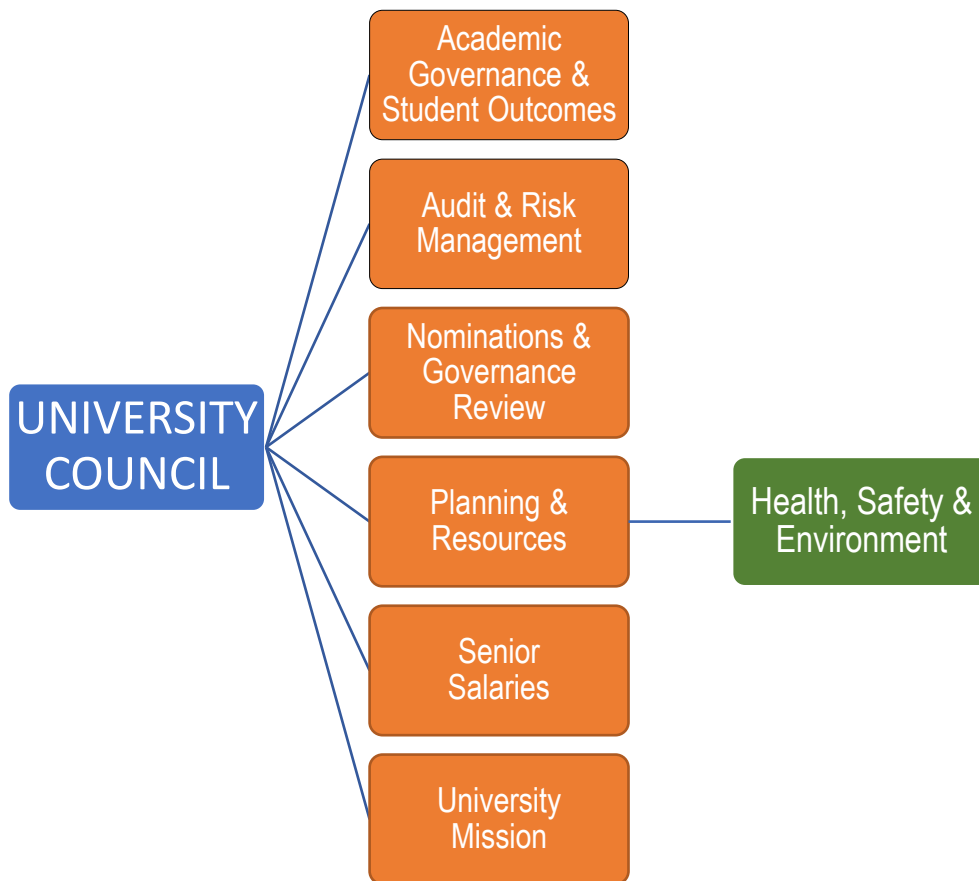 Academic
Governance &
Student Outcomes
Audit & Risk
Management
Nominations &
Governance
Review
UNIVERSITY
COUNCIL
Planning &
Resources
Health, Safety &
Environment
Senior
Salaries
University
Mission